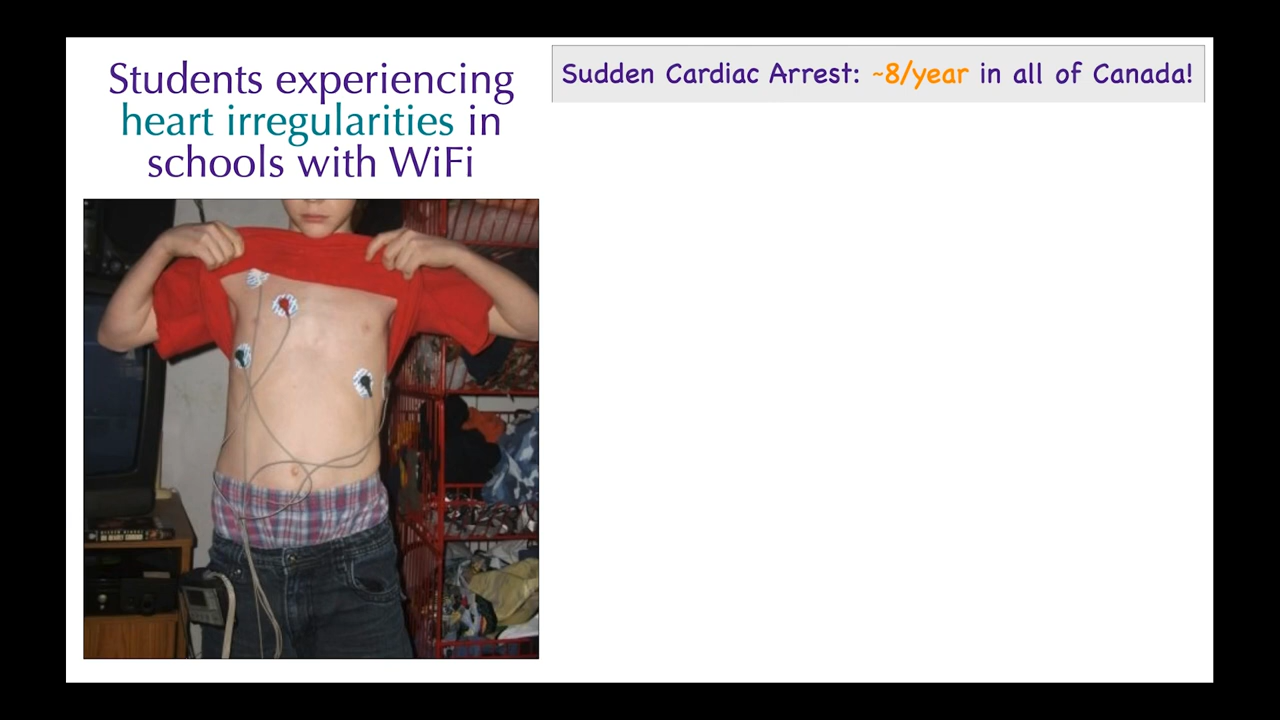 Students experiencing
heart irregularities in
schools with WiFi
Sudden Cardiac Arrest: ~8/year in all of Canada!